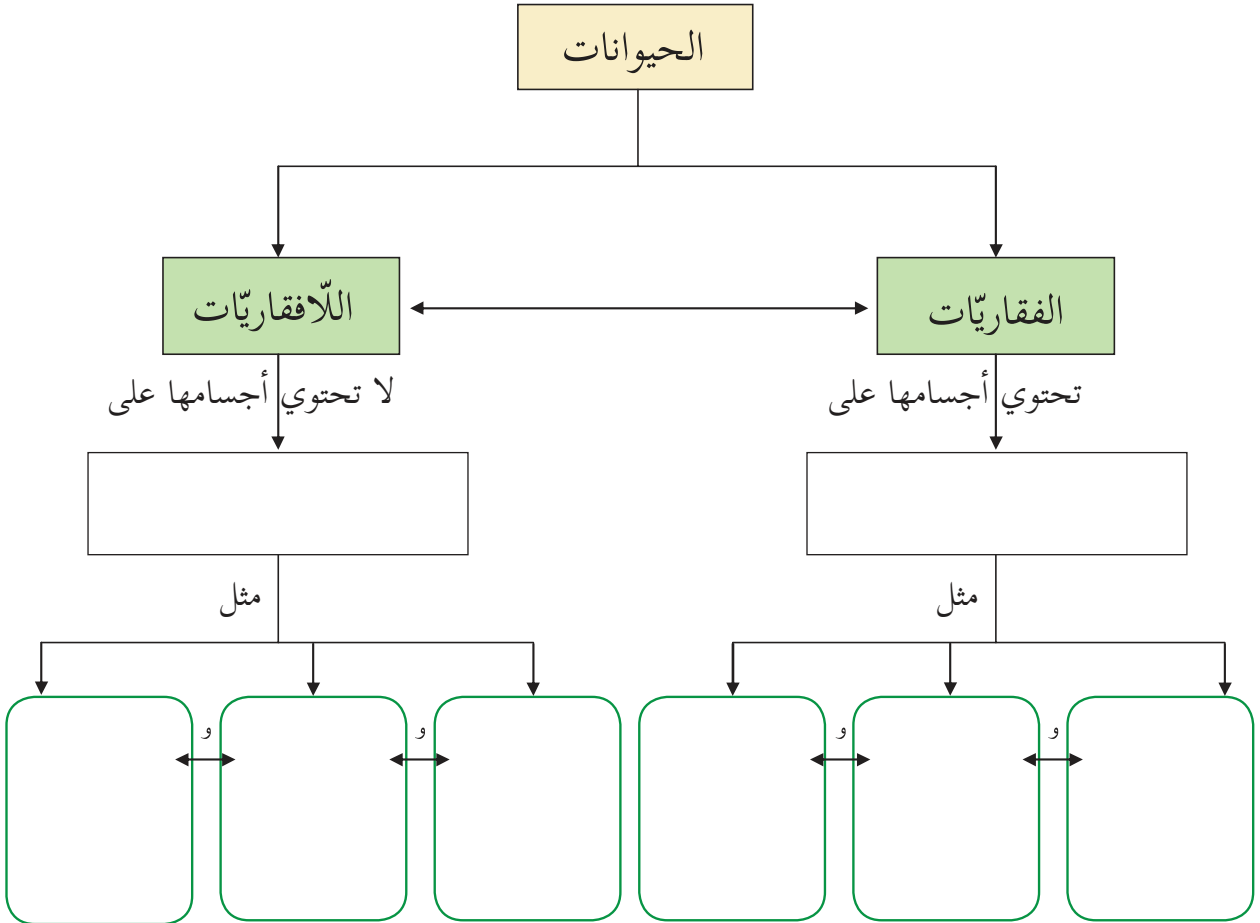 الحيوانات
الفقاريّات
اللّافقاريّات
تحتوي أجسامها على
لا تحتوي أجسامها على
مثل
مثل
و
و
و
و